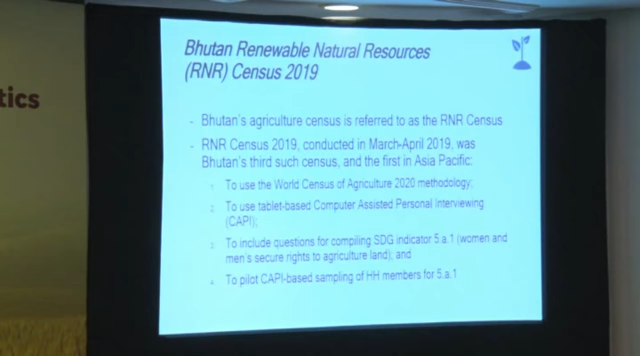 tics
Bhutan Renewable Natural Resources
(RNR) Census 2019
- Bhutan's agriculture census is referred to as the RNR Census
- RNR Census 2019, conducted in March-April 2019, was
Bhutan's third such census, and the first in Asia Pacific:
1. To use the World Census of Agriculture 2020 methodology;
2. To use tablet-based Computer Assisted Personal Interviewing
(CAPI);
3. To include questions for compiling SDG indicator 5.a.1 (women and
men's secure rights to agriculture land); and
4. To pilot CAPI-based sampling of HH members for 5.a.1